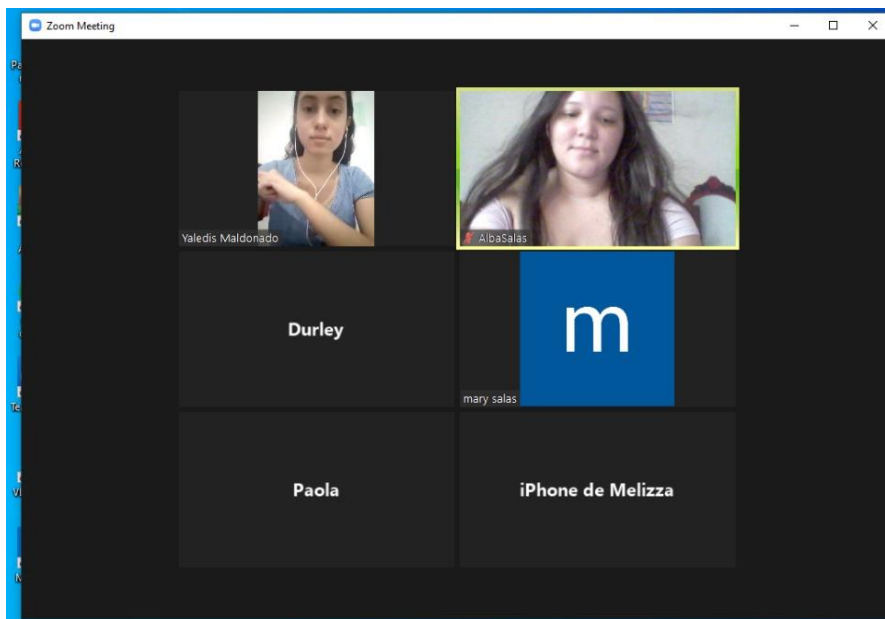 Zoom Meeting
Yaledis Maldonado
AlbaSalas
Durley
m
mary salas
Paola
iPhone de Melizza